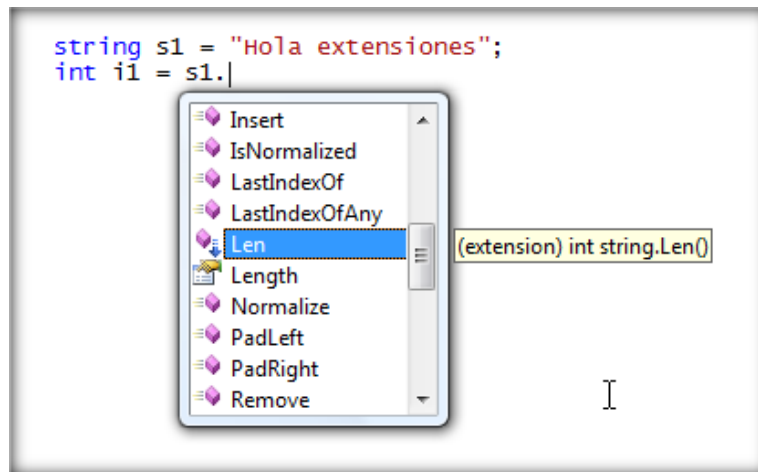 string s1 = "Hola extensiones";
int i1 = s1.
Insert
IsNormalized
LastIndexOf
LastIndexOfAny
Len
(extension) int string.Len()
Length
Normalize
PadLeft
PadRight
Remove